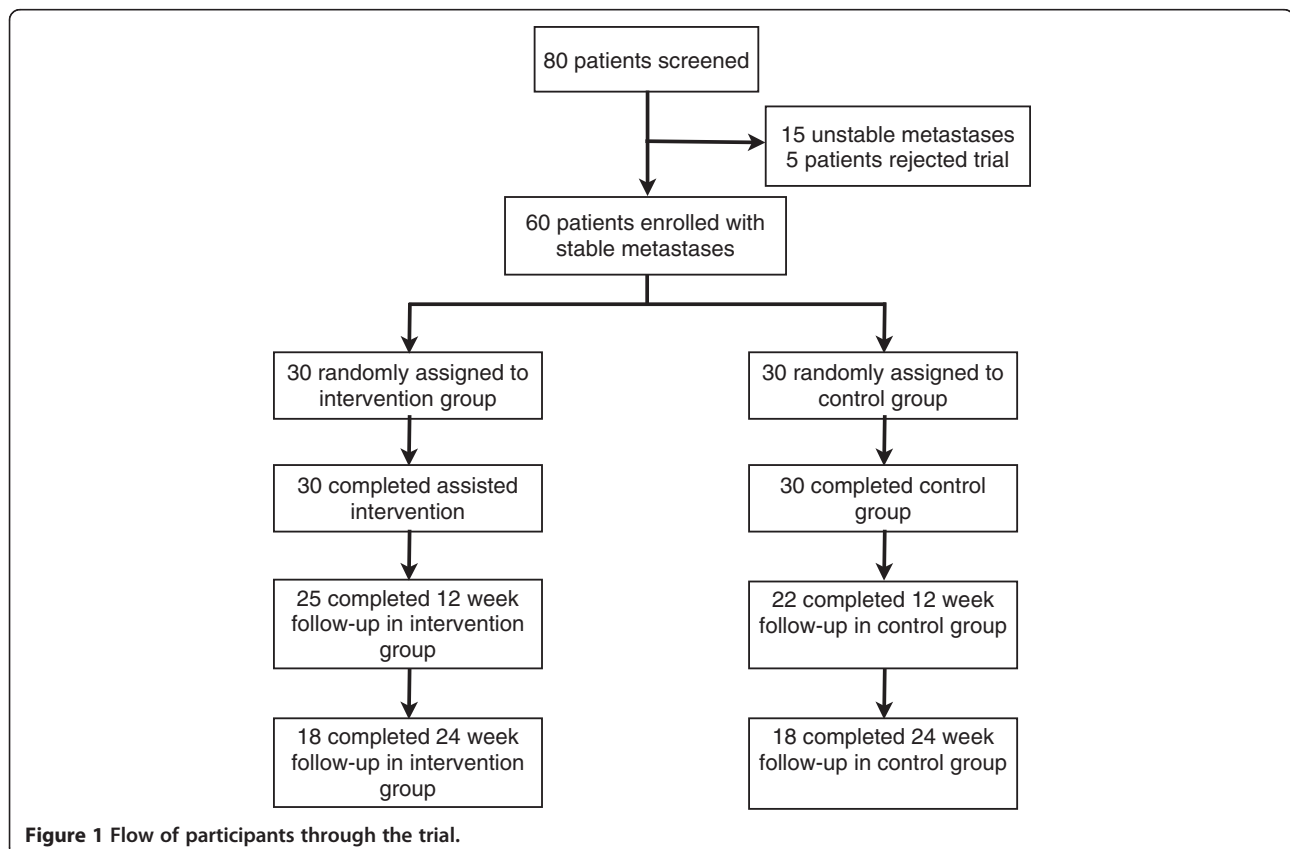 80 patients screened
15 unstable metastases
5 patients rejected trial
60 patients enrolled with
stable metastases
30 randomly assigned to
intervention group
30 randomly assigned to
control group
30 completed assisted
intervention
30 completed control
group
25 completed 12 week
follow-up in intervention
group
22 completed 12 week
follow-up in control group
18 completed 24 week
follow-up in intervention
group
18 completed 24 week
follow-up in control group
Figure 1 Flow of participants through the trial.